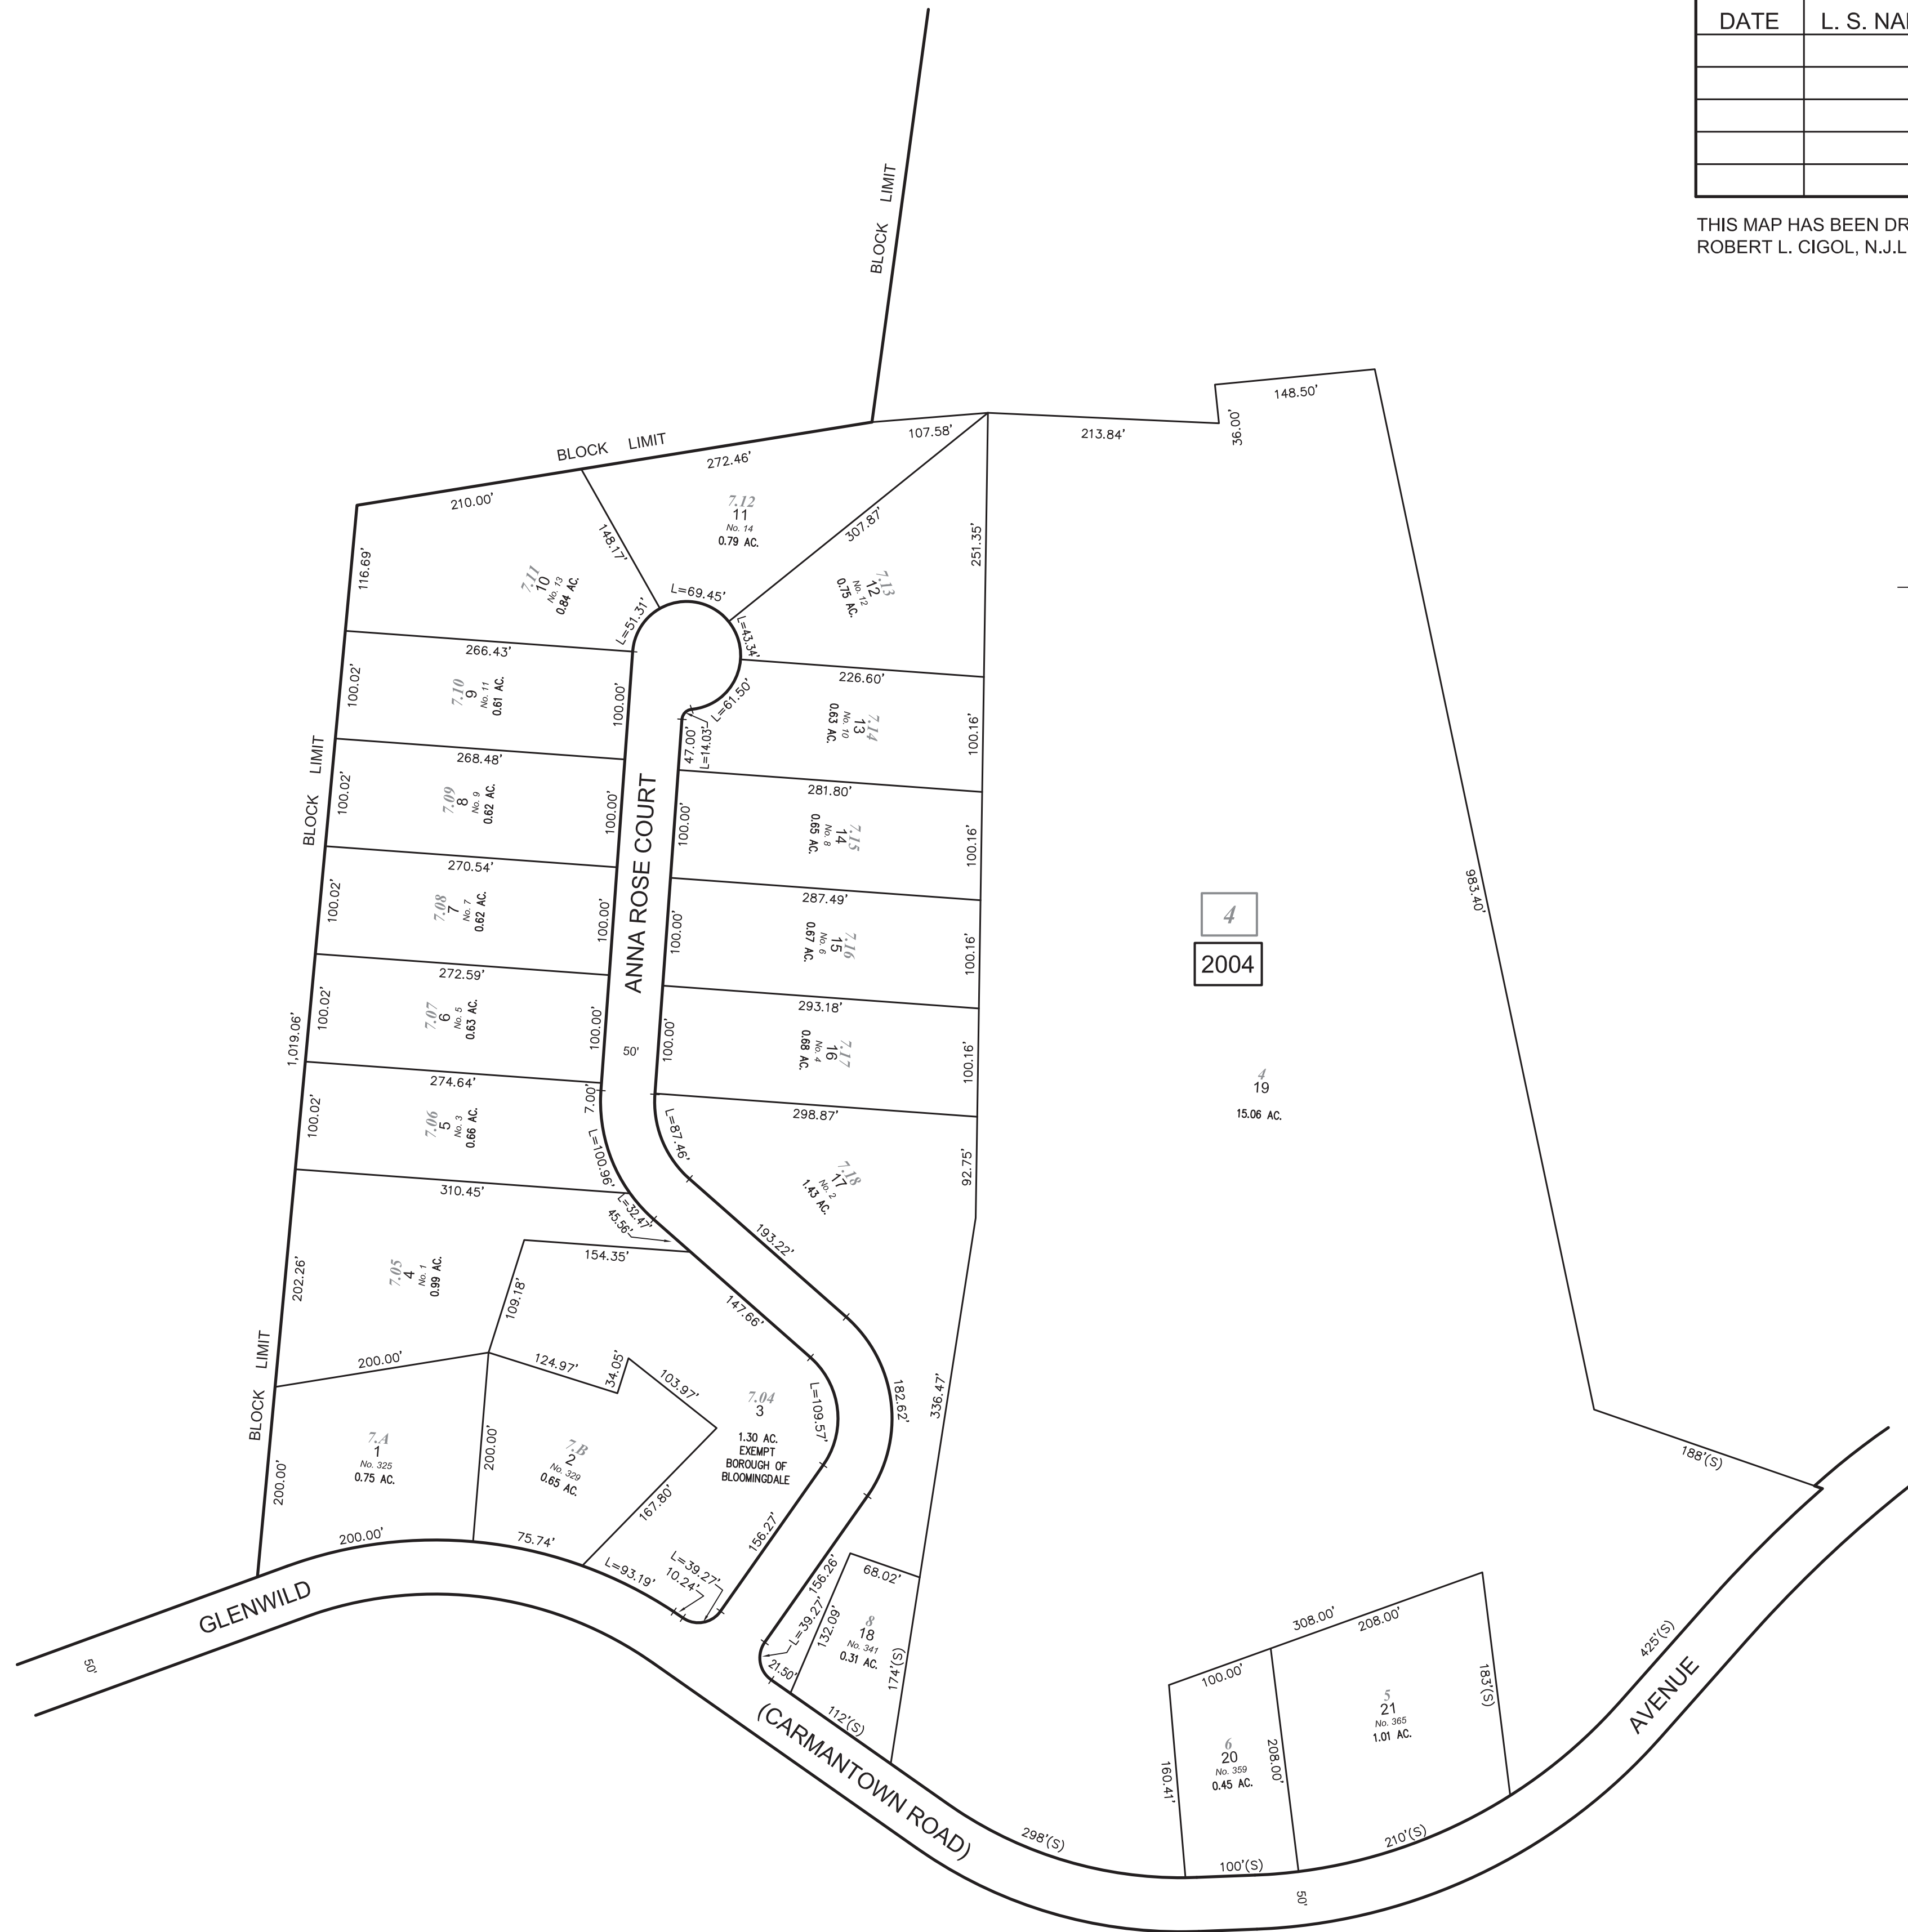 DATE
L. S. NA
THIS MAP HAS BEEN DR
ROBERT L. CIGOL, N.J.L
BLOCK LIMIT
BLOCK LIMIT
210.00'
272.46'
107.58'
213.84'
36.00'
148.50'
983.40'
188'(S)
116.69'
148.17'
307.87'
251.35'
7.11
10
No. 13
0.84 AC.
7.12
11
No. 14
0.79 AC.
7.13
12
No. 12
0.75 AC.
L=51.31'
L=69.45'
L=43.34'
L=61.50'
L=14.03'
47.00'
266.43'
226.60'
100.02'
7.10
9
No. 11
0.61 AC.
100.00'
7.14
13
No. 10
0.63 AC.
100.16'
BLOCK LIMIT
268.48'
281.80'
100.02'
7.09
8
No. 9
0.62 AC.
100.00'
ANNA ROSE COURT
100.00'
7.15
14
No. 8
0.65 AC.
100.16'
270.54'
287.49'
100.02'
7.08
7
No. 7
0.62 AC.
100.00'
100.00'
7.16
15
No. 6
0.67 AC.
100.16'
4
2004
272.59'
293.18'
1,019.06'
100.02'
7.07
6
No. 5
0.63 AC.
100.00'
50'
100.00'
7.17
16
No. 4
0.68 AC.
100.16'
4
19
15.06 AC.
274.64'
298.87'
100.02'
7.06
5
No. 3
0.66 AC.
7.00'
L=100.96'
L=87.46'
7.18
17
No. 2
1.43 AC.
92.75'
310.45'
L=32.47'
45.56'
193.22'
202.26'
7.05
4
No. 1
0.99 AC.
154.35'
109.18'
147.66'
BLOCK LIMIT
200.00'
124.97'
34.05'
103.97'
7.04
3
1.30 AC.
EXEMPT
BOROUGH OF
BLOOMINGDALE
L=109.57'
182.62'
336.47'
200.00'
7.A
1
No. 325
0.75 AC.
200.00'
7.B
2
No. 329
0.65 AC.
167.80'
156.27'
200.00'
75.74'
L=93.19'
L=39.27'
10.24'
156.26'
68.02'
L=39.27'
132.09'
8
18
No. 341
0.31 AC.
174'(S)
21.50'
112'(S)
GLENWILD
50'
(CARMANTOWN ROAD)
308.00'
100.00'
208.00'
160.41'
6
20
No. 359
0.45 AC.
208.00'
5
21
No. 365
1.01 AC.
183'(S)
425'(S)
AVENUE
298'(S)
100'(S)
210'(S)
50'